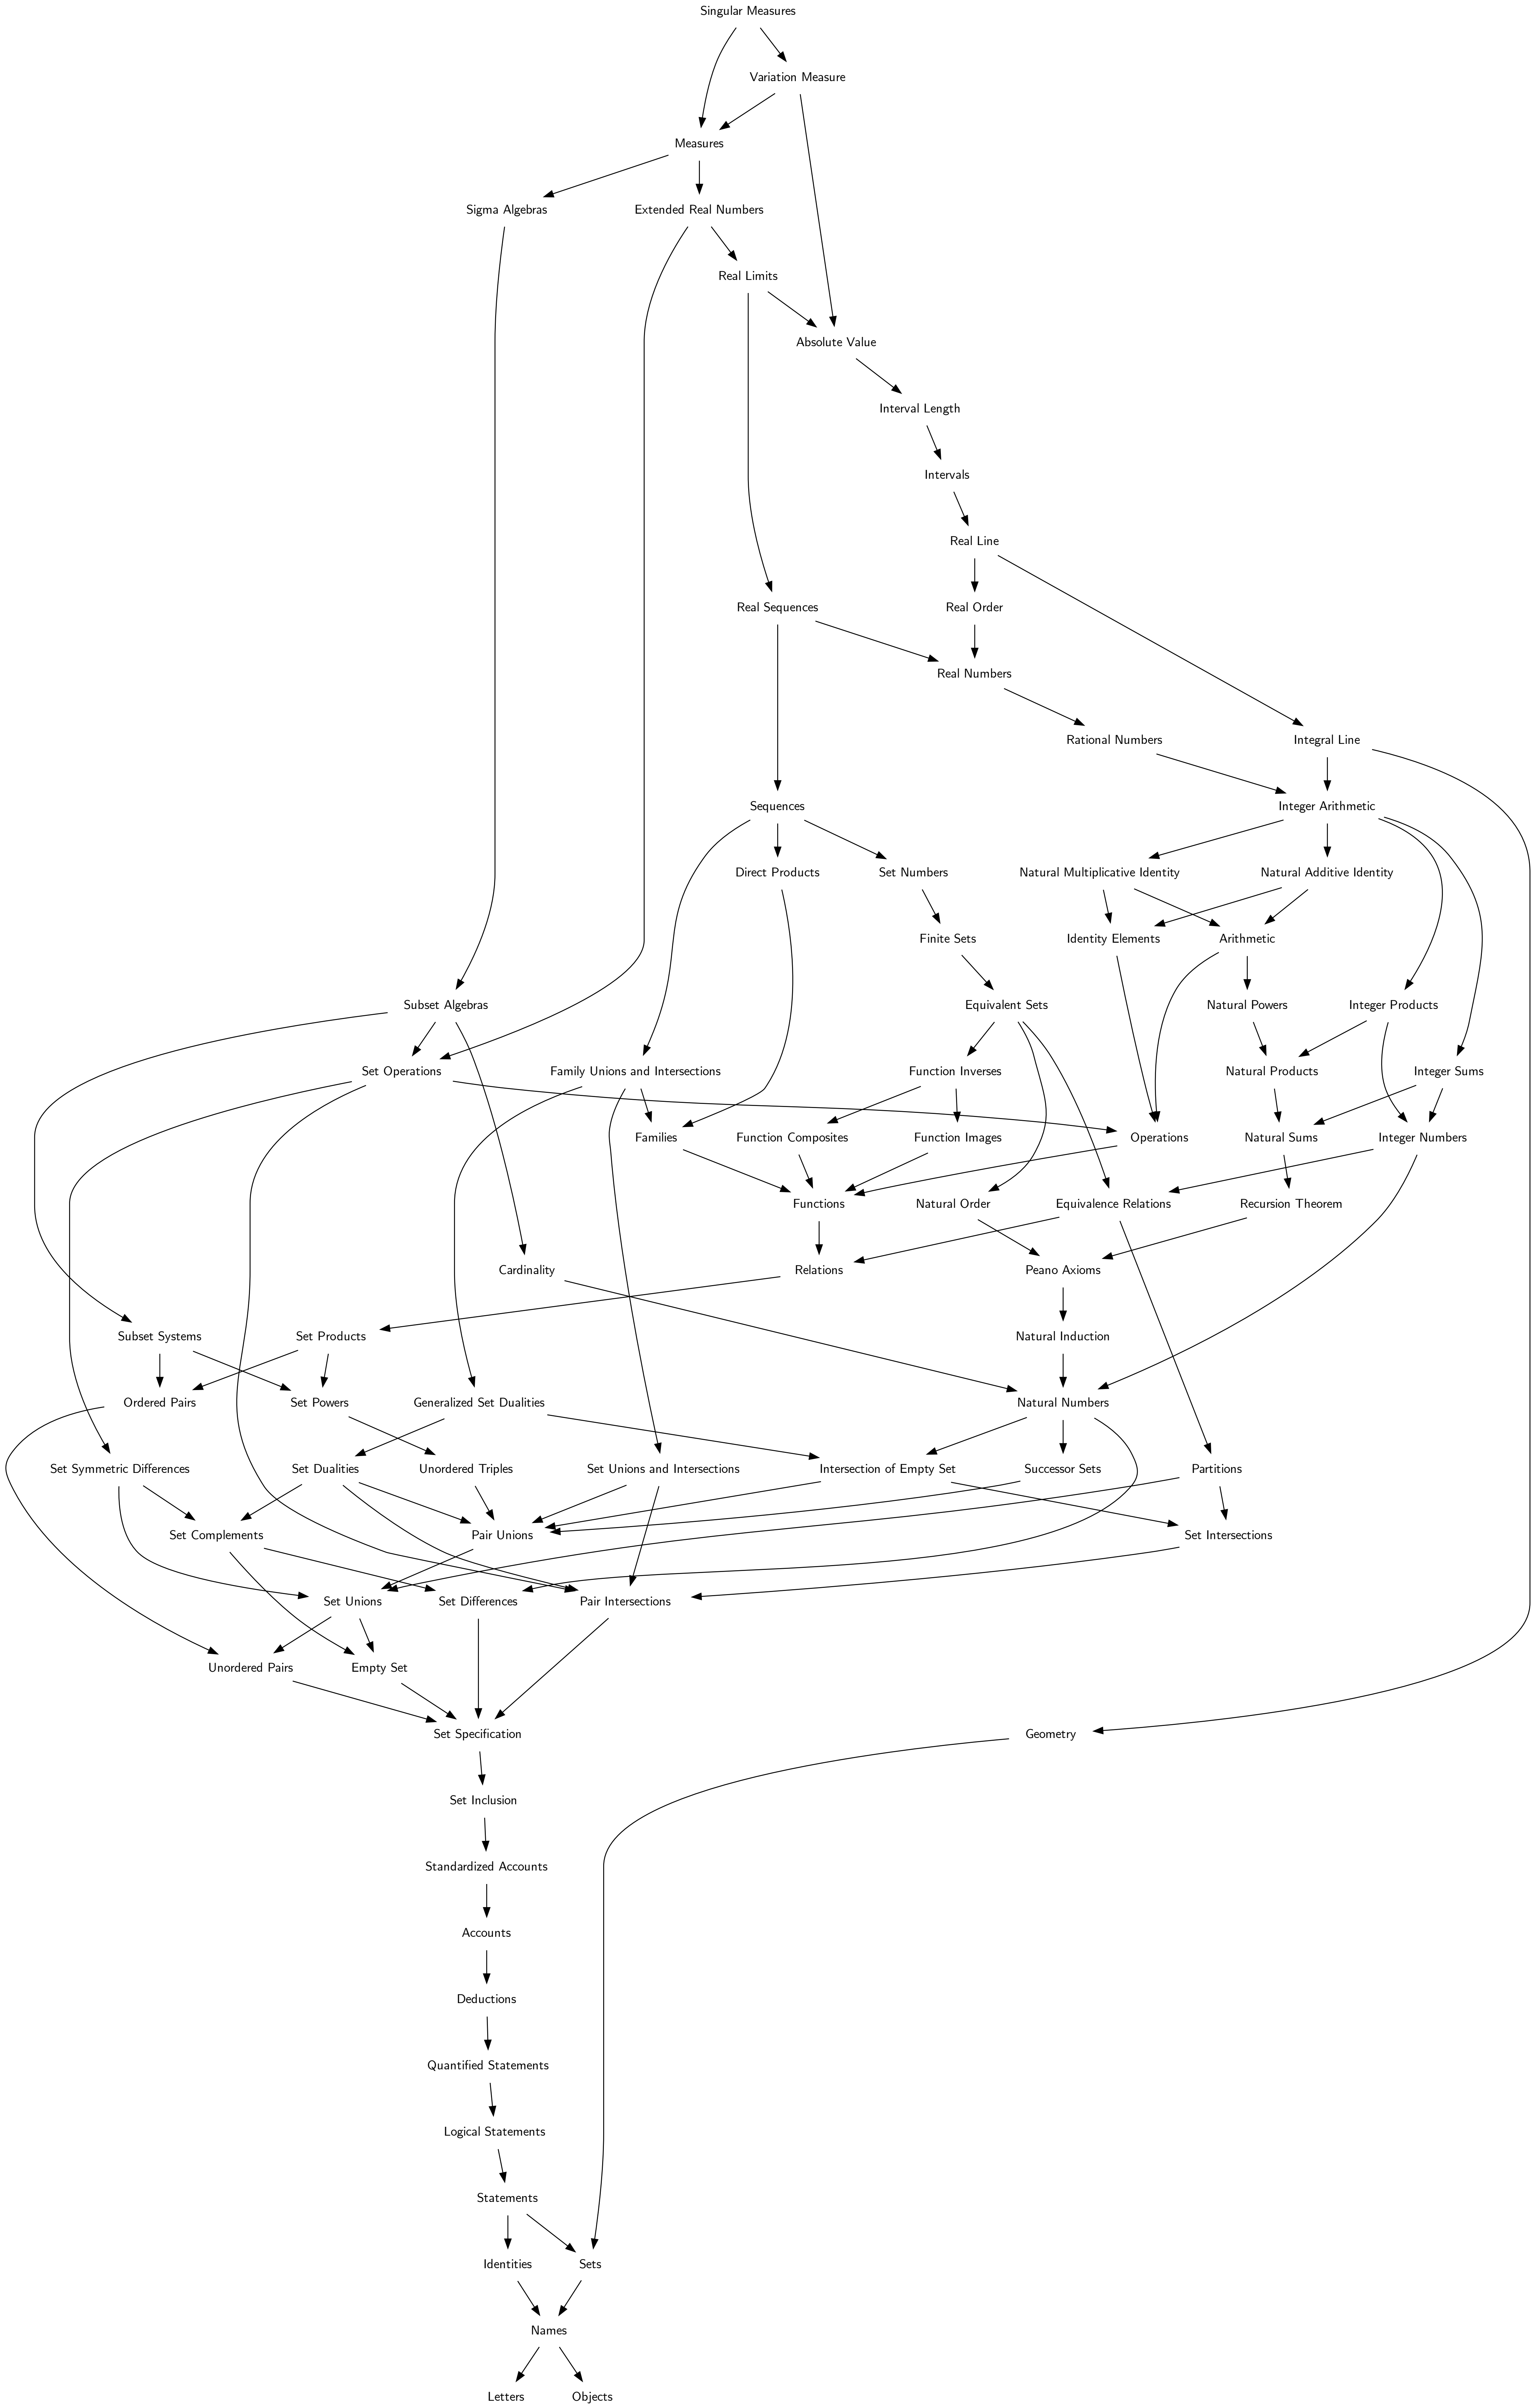 Singular Measures
Variation Measure
Measures
Sigma Algebras
Extended Real Numbers
Real Limits
Absolute Value
Interval Length
Intervals
Real Line
Real Sequences
Real Order
Real Numbers
Rational Numbers
Integral Line
Sequences
Integer Arithmetic
Direct Products
Set Numbers
Natural Multiplicative Identity
Natural Additive Identity
Finite Sets
Identity Elements
Arithmetic
Subset Algebras
Equivalent Sets
Natural Powers
Integer Products
Set Operations
Family Unions and Intersections
Function Inverses
Natural Products
Integer Sums
Families
Function Composites
Function Images
Operations
Natural Sums
Integer Numbers
Functions
Natural Order
Equivalence Relations
Recursion Theorem
Cardinality
Relations
Peano Axioms
Subset Systems
Set Products
Natural Induction
Ordered Pairs
Set Powers
Generalized Set Dualities
Natural Numbers
Set Symmetric Differences
Set Dualities
Unordered Triples
Set Unions and Intersections
Intersection of Empty Set
Successor Sets
Partitions
Set Complements
Pair Unions
Set Intersections
Set Unions
Set Differences
Pair Intersections
Unordered Pairs
Empty Set
Set Specification
Geometry
Set Inclusion
Standardized Accounts
Accounts
Deductions
Quantified Statements
Logical Statements
Statements
Identities
Sets
Names
Letters
Objects